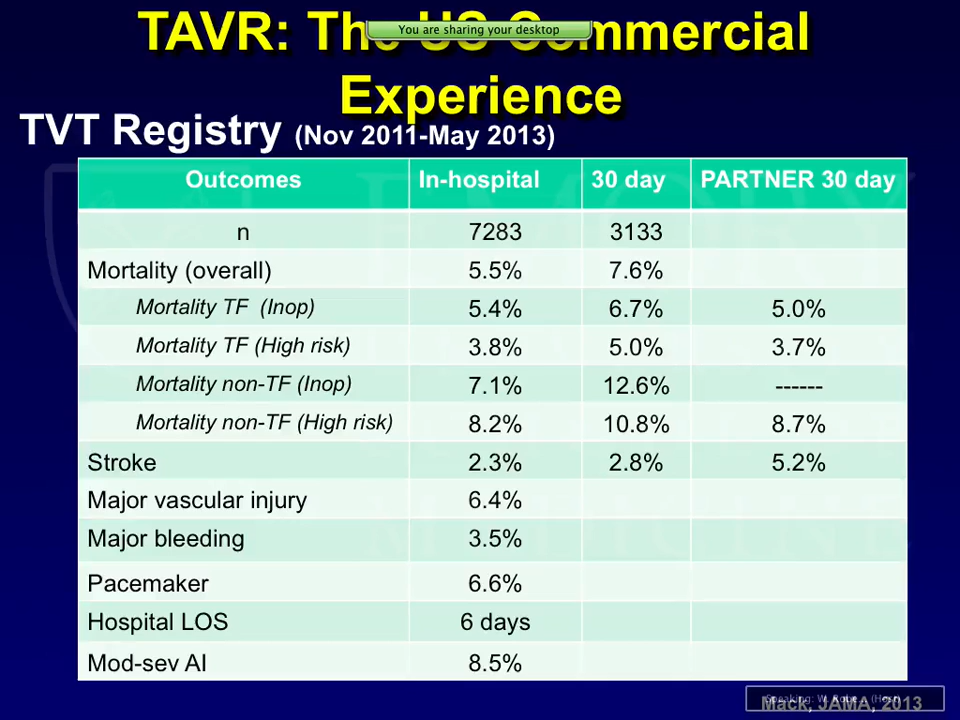 TAVR: The US Commercial
You are sharing your desktop
Experience
TVT Registry (Nov 2011-May 2013)
Outcomes In-hospital 30 day PARTNER 30 day
n 7283 3133
Mortality (overall) 5.5% 7.6%
Mortality TF (Inop) 5.4% 6.7% 5.0%
Mortality TF (High risk) 3.8% 5.0% 3.7%
Mortality non-TF (Inop) 7.1% 12.6% ------
Mortality non-TF (High risk) 8.2% 10.8% 8.7%
Stroke 2.3% 2.8% 5.2%
Major vascular injury 6.4%
Major bleeding 3.5%
Pacemaker 6.6%
Hospital LOS 6 days
Mod-sev AI 8.5%
Speaking: W. (Host)
Mack, JAMA, 2013